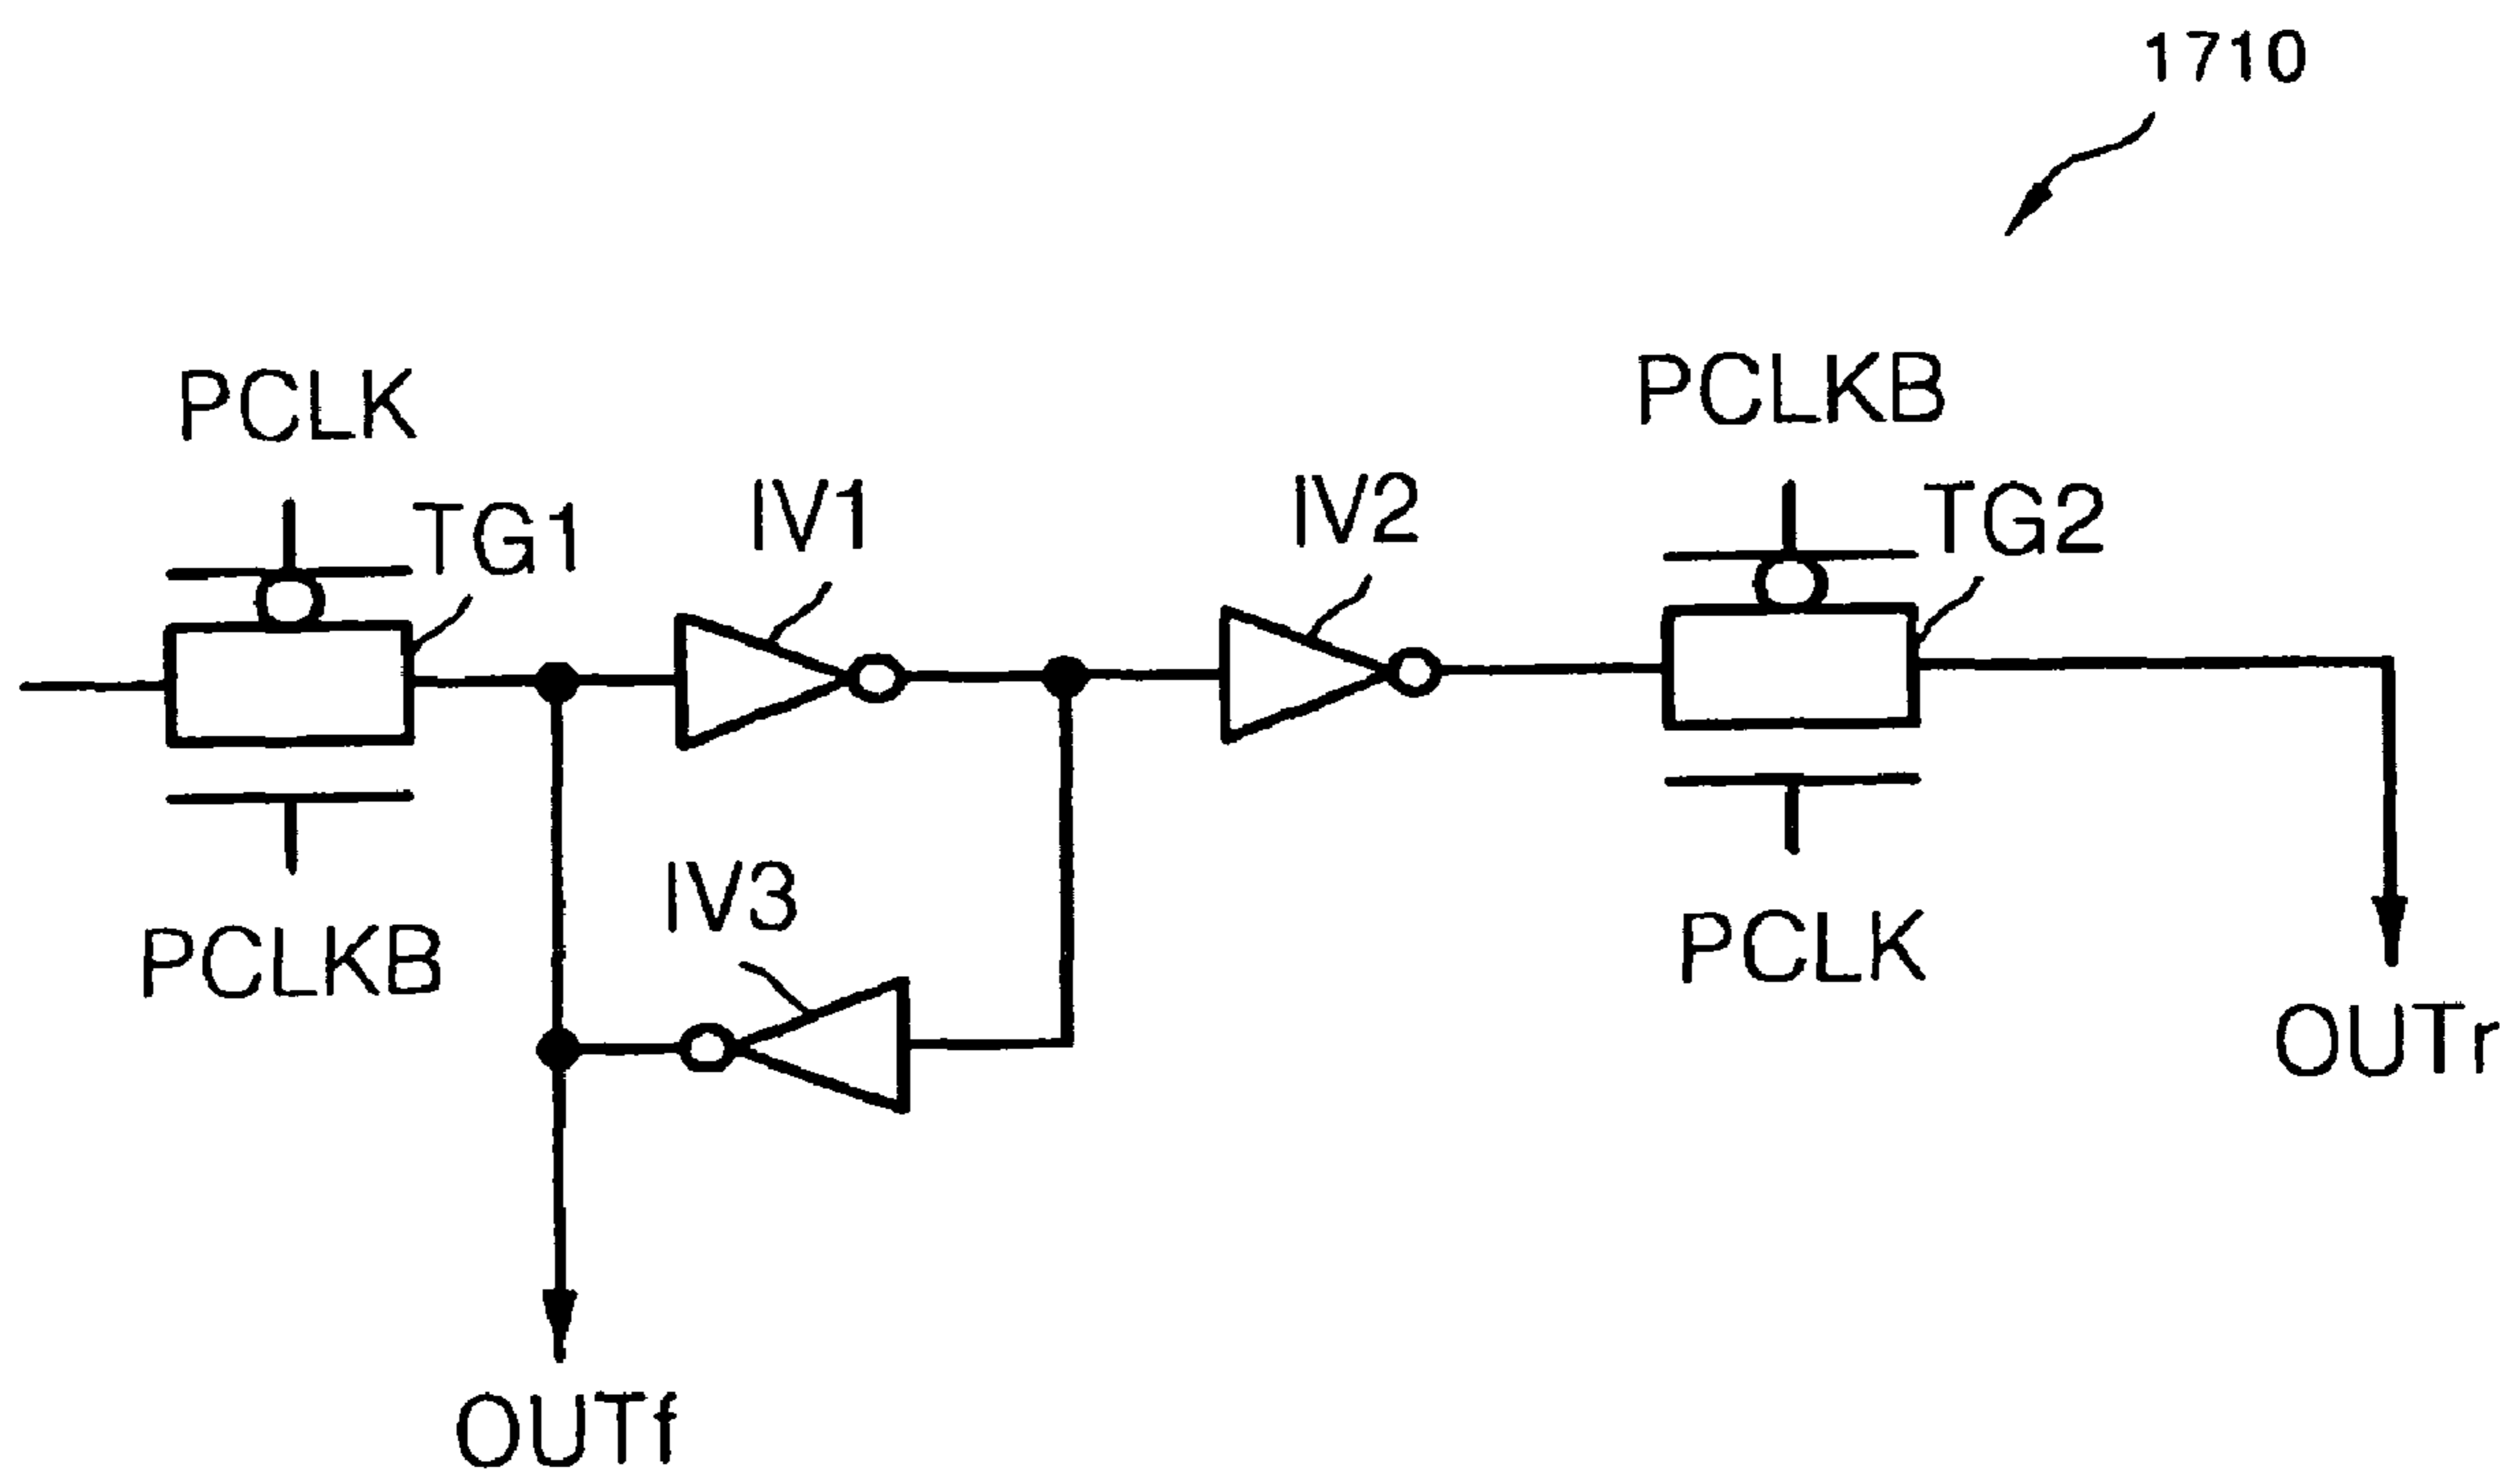 1710
PCLK
PCLKB
TG1
IV1
IV2
TG2
IV3
PCLKB
PCLK
OUTr
OUTf